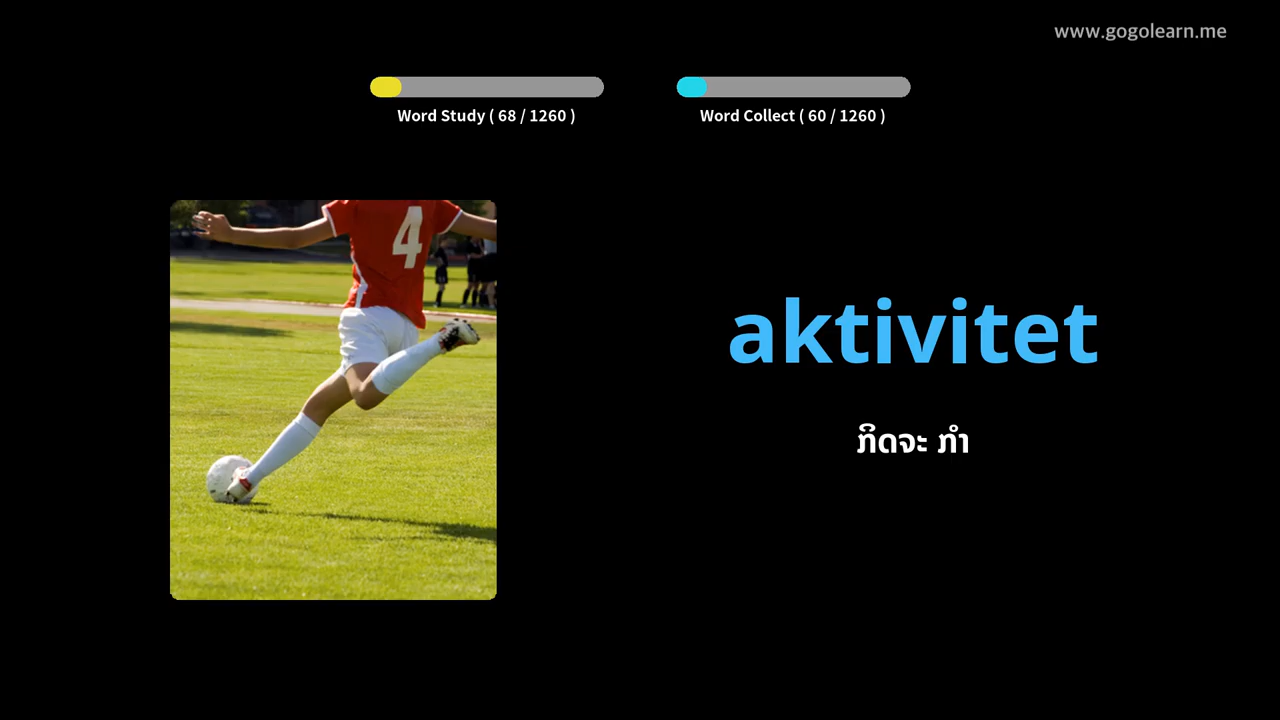 www.gogolearn.me
Word Study ( 68 / 1260 )
Word Collect ( 60 / 1260 )
4
aktivitet
ກິດຈະ ກຳ